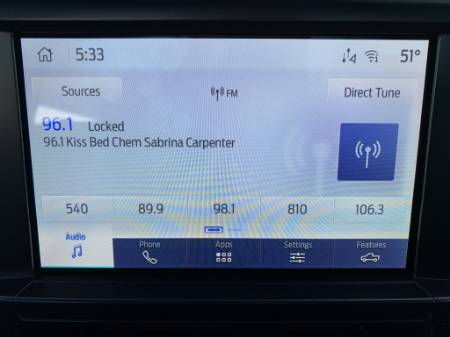 5:33
51°
Sources
FM
Direct Tune
96.1 Locked
96.1 Kiss Bed Chem Sabrina Carpenter
540 89.9 98.1 810 106.3
Audio Phone Apps Settings Features